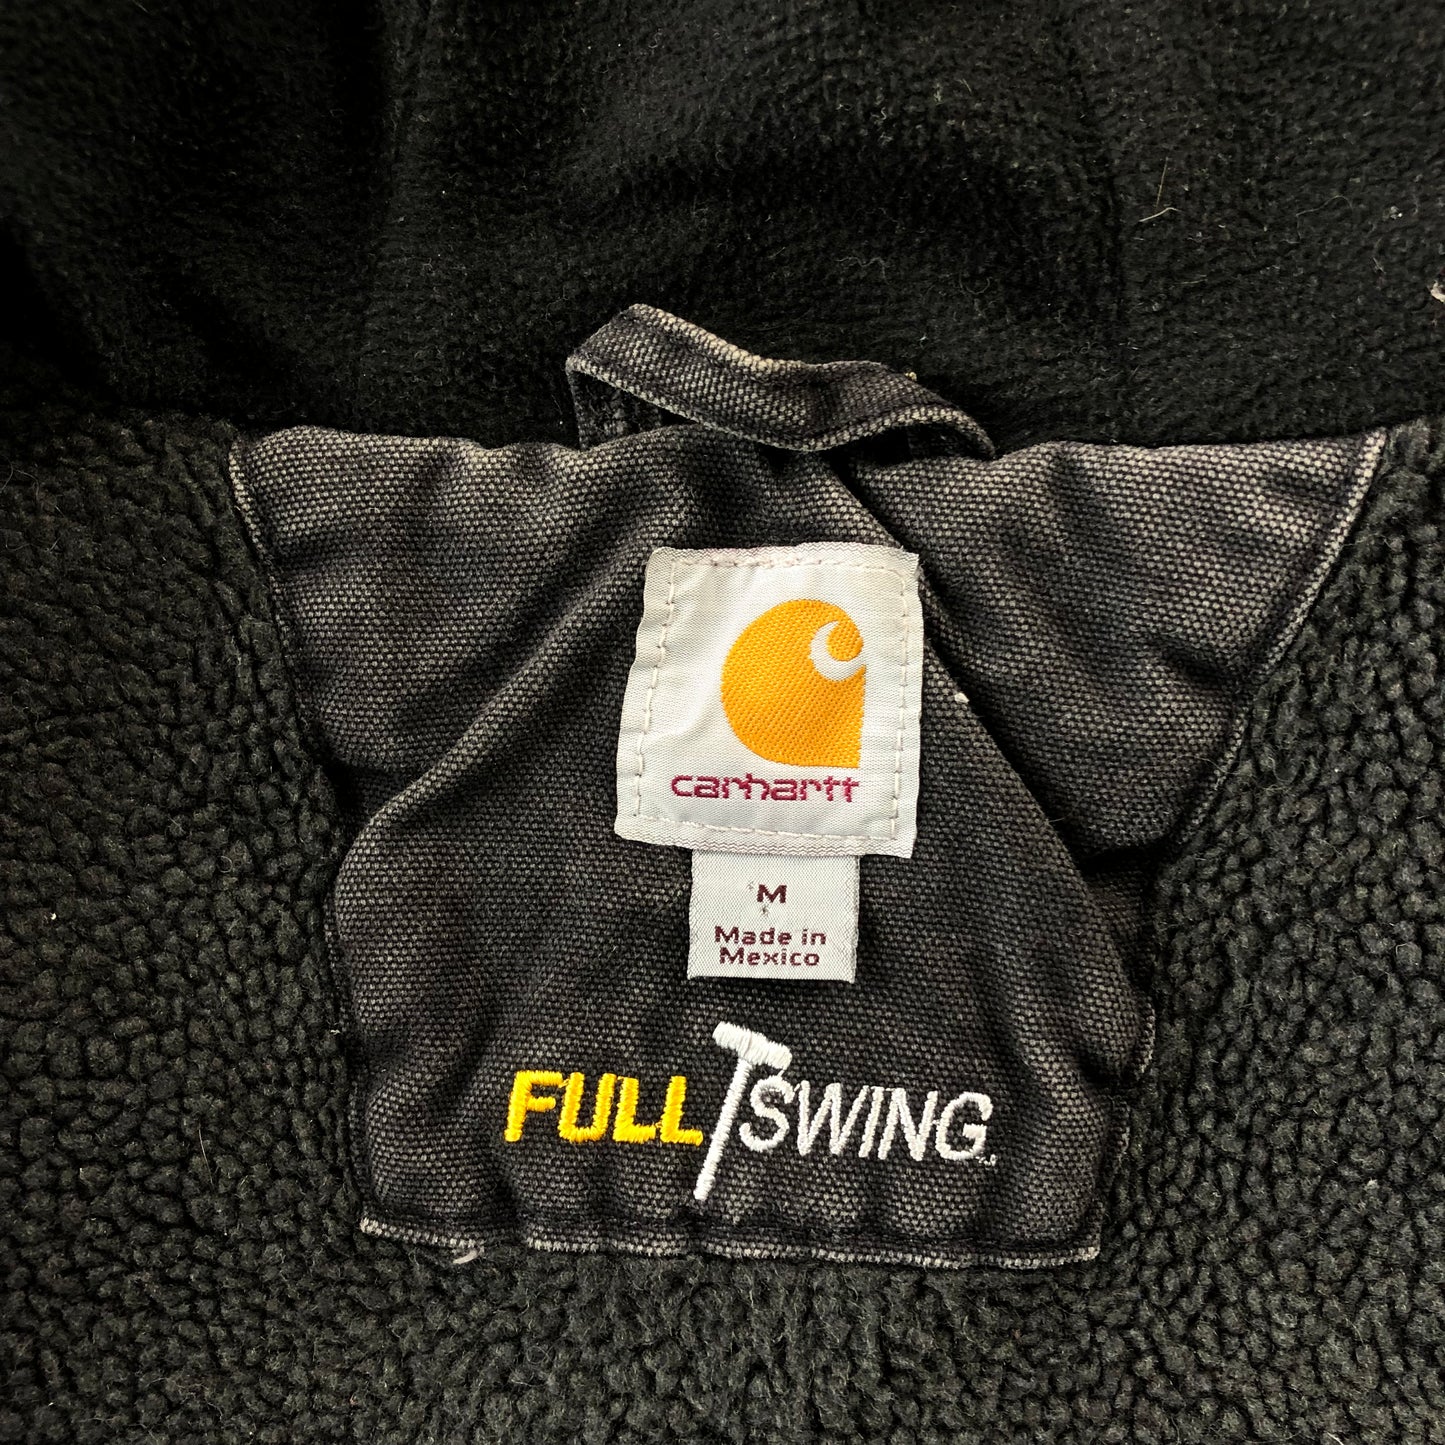 carhartt
M
Made in
Mexico
FULL SWING